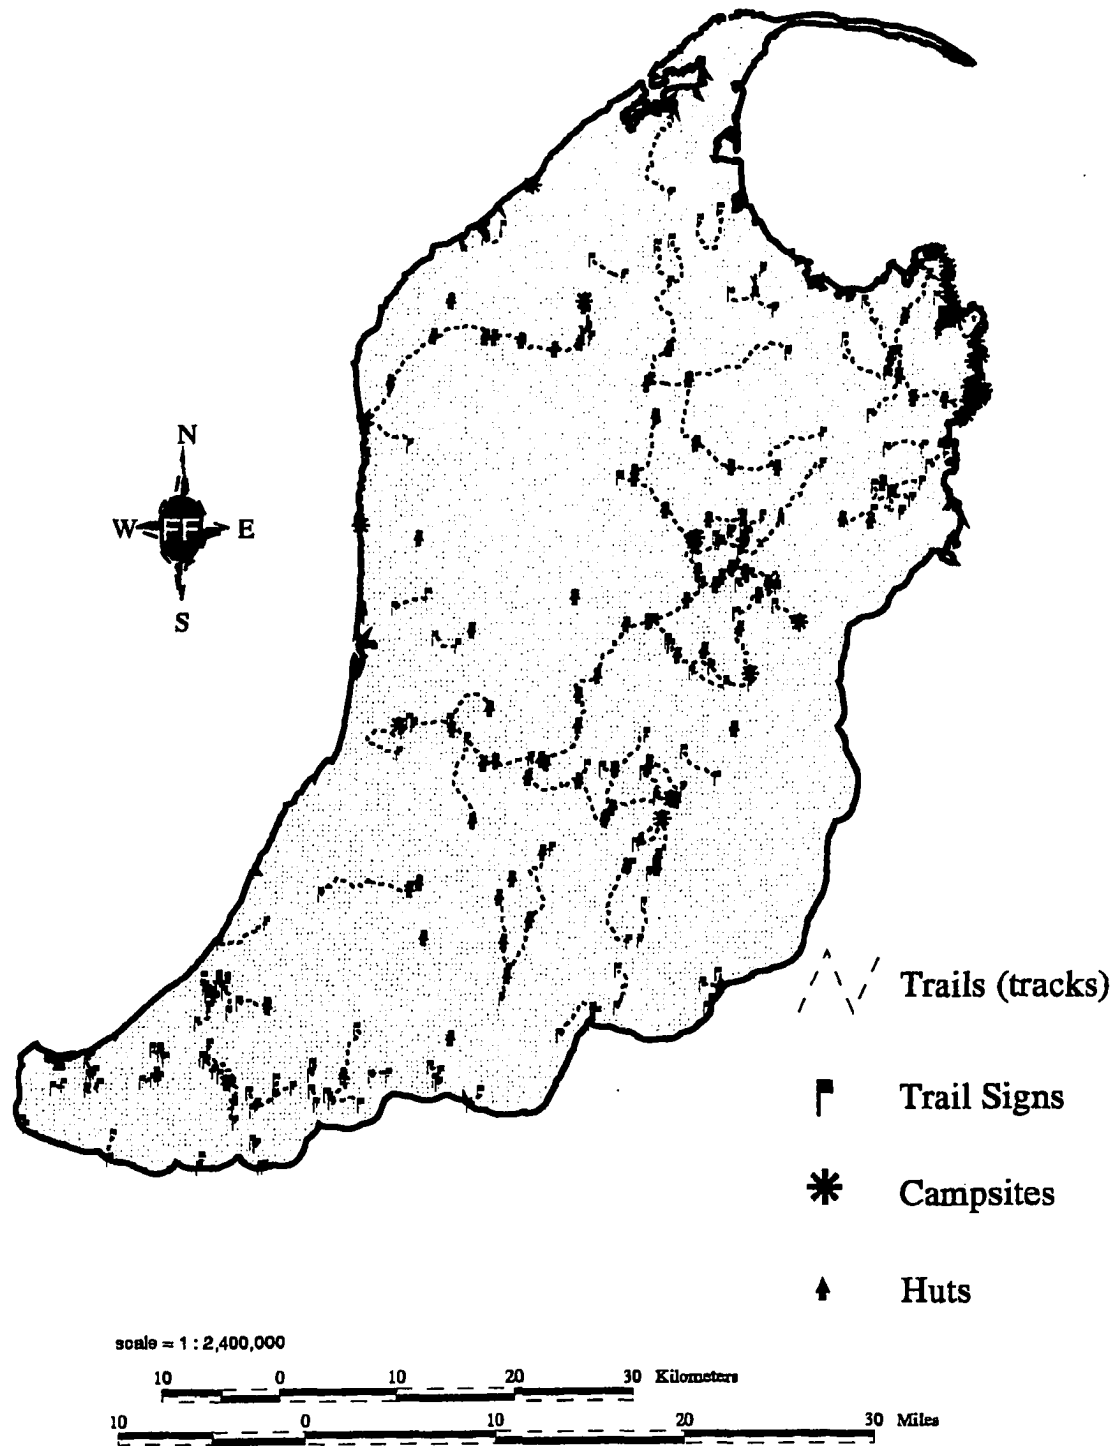 N
W FF E
S
Trails (tracks)
Trail Signs
Campsites
Huts
scale = 1 : 2,400,000
10 0 10 20 30 Kilometers
10 0 10 20 30 Miles